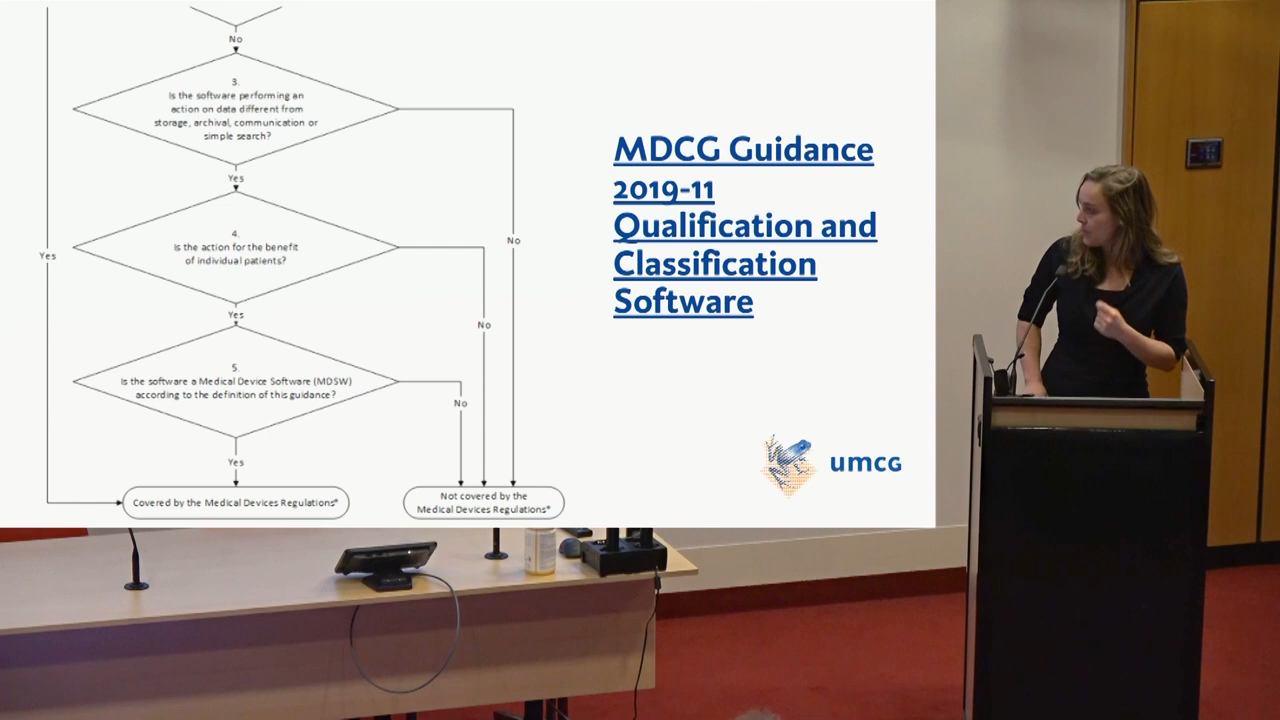 No
3.
Is the software performing an
action on data different from
storage, archival, communication or
simple search?
Yes
No
4.
Is the action for the benefit
of individual patients?
Yes
Yes
No
5.
Is the software a Medical Device Software (MDSW)
according to the definition of this guidance?
No
Yes
Covered by the Medical Devices Regulations*
Not covered by the
Medical Devices Regulations*
MDCG Guidance
2019-11
Qualification and
Classification
Software
umcg